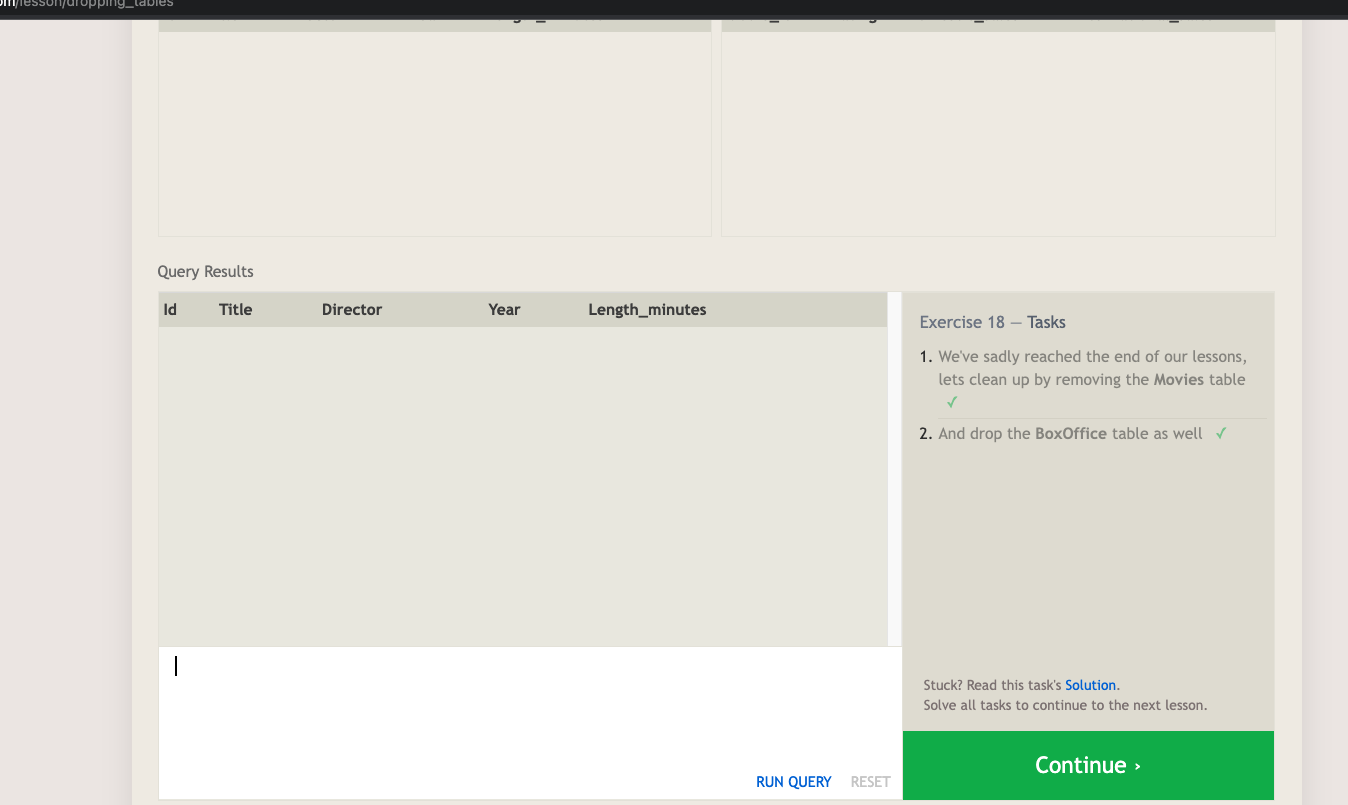 om/lesson/dropping_tables
Query Results
Id Title Director Year Length_minutes
Exercise 18 — Tasks
1. We've sadly reached the end of our lessons,
lets clean up by removing the Movies table
✓
2. And drop the BoxOffice table as well ✓
Stuck? Read this task's Solution.
Solve all tasks to continue to the next lesson.
RUN QUERY RESET
Continue ›